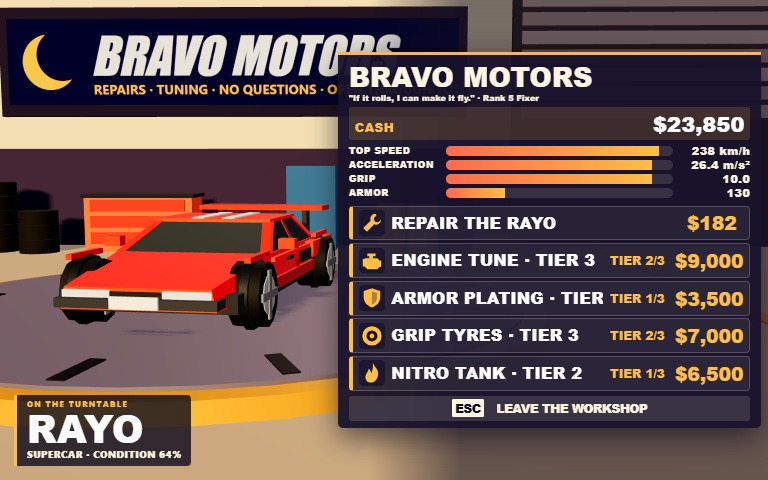 BRAVO MOTORS
REPAIRS · TUNING · NO QUESTIONS · O
BRAVO MOTORS
"If it rolls, I can make it fly." · Rank 5 Fixer
CASH $23,850
TOP SPEED 238 km/h
ACCELERATION 26.4 m/s²
GRIP 10.0
ARMOR 130
REPAIR THE RAYO $182
ENGINE TUNE · TIER 3 TIER 2/3 $9,000
ARMOR PLATING · TIER TIER 1/3 $3,500
GRIP TYRES · TIER 3 TIER 2/3 $7,000
NITRO TANK · TIER 2 TIER 1/3 $6,500
ESC LEAVE THE WORKSHOP
ON THE TURNTABLE
RAYO
SUPERCAR · CONDITION 64%